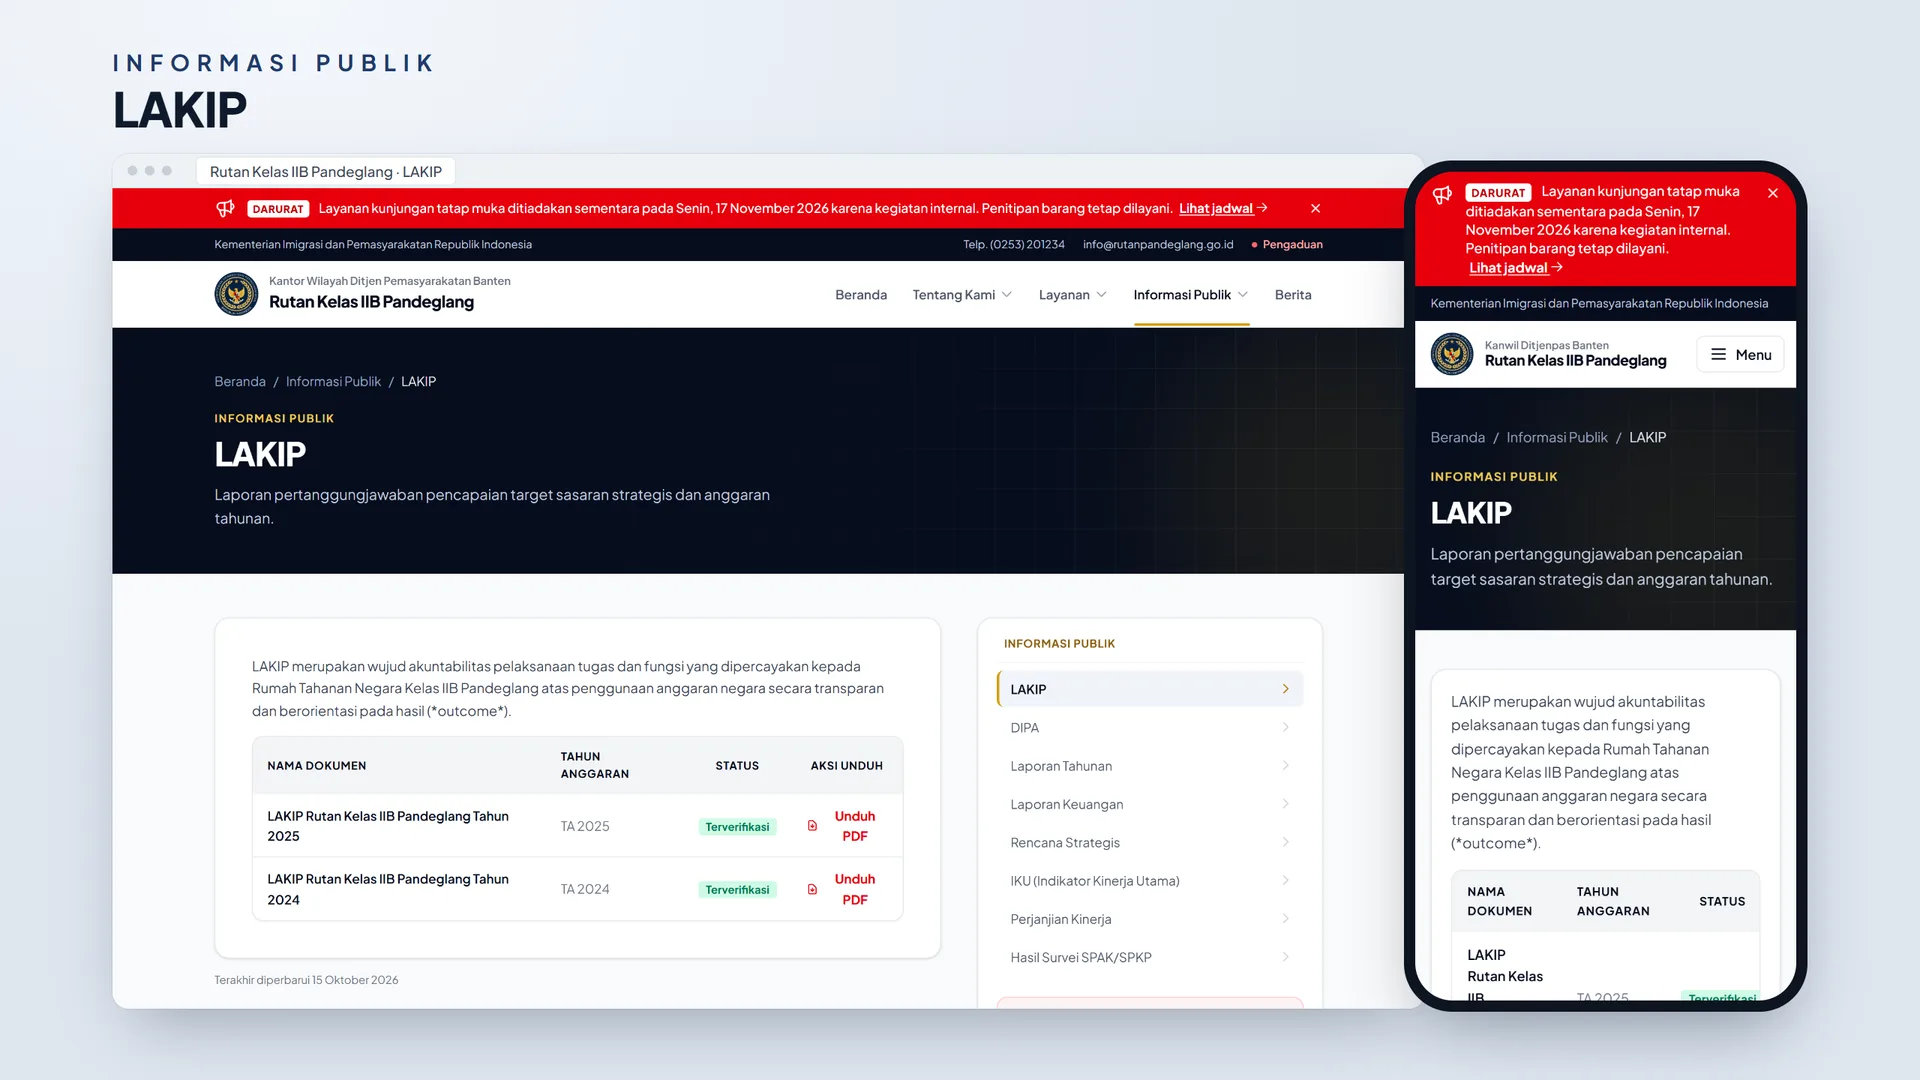 INFORMASI PUBLIK
LAKIP
Rutan Kelas IIB Pandeglang · LAKIP
DARURAT Layanan kunjungan tatap muka ditiadakan sementara pada Senin, 17 November 2026 karena kegiatan internal. Penitipan barang tetap dilayani. Lihat jadwal →
Kementerian Imigrasi dan Pemasyarakatan Republik Indonesia
Telp. (0253) 201234
info@rutanpandeglang.go.id
Pengaduan
Kantor Wilayah Ditjen Pemasyarakatan Banten
Rutan Kelas IIB Pandeglang
Beranda
Tentang Kami
Layanan
Informasi Publik
Berita
Beranda / Informasi Publik / LAKIP
INFORMASI PUBLIK
LAKIP
Laporan pertanggungjawaban pencapaian target sasaran strategis dan anggaran
tahunan.
LAKIP merupakan wujud akuntabilitas pelaksanaan tugas dan fungsi yang dipercayakan kepada
Rumah Tahanan Negara Kelas IIB Pandeglang atas penggunaan anggaran negara secara transparan
dan berorientasi pada hasil (*outcome*).
NAMA DOKUMEN
TAHUN
ANGGARAN
STATUS
AKSI UNDUH
LAKIP Rutan Kelas IIB Pandeglang Tahun
2025
TA 2025
Terverifikasi
Unduh
PDF
LAKIP Rutan Kelas IIB Pandeglang Tahun
2024
TA 2024
Terverifikasi
Unduh
PDF
Terakhir diperbarui 15 Oktober 2026
INFORMASI PUBLIK
LAKIP
DIPA
Laporan Tahunan
Laporan Keuangan
Rencana Strategis
IKU (Indikator Kinerja Utama)
Perjanjian Kinerja
Hasil Survei SPAK/SPKP
DARURAT Layanan kunjungan tatap muka
ditiadakan sementara pada Senin, 17
November 2026 karena kegiatan internal.
Penitipan barang tetap dilayani.
Lihat jadwal →
Kementerian Imigrasi dan Pemasyarakatan Republik Indonesia
Kanwil Ditjenpas Banten
Rutan Kelas IIB Pandeglang
Menu
Beranda / Informasi Publik / LAKIP
INFORMASI PUBLIK
LAKIP
Laporan pertanggungjawaban pencapaian
target sasaran strategis dan anggaran tahunan.
LAKIP merupakan wujud akuntabilitas
pelaksanaan tugas dan fungsi yang
dipercayakan kepada Rumah Tahanan
Negara Kelas IIB Pandeglang atas
penggunaan anggaran negara secara
transparan dan berorientasi pada hasil
(*outcome*).
NAMA
DOKUMEN
TAHUN
ANGGARAN
STATUS
LAKIP
Rutan Kelas
IIB
TA 2025
Terverifikasi